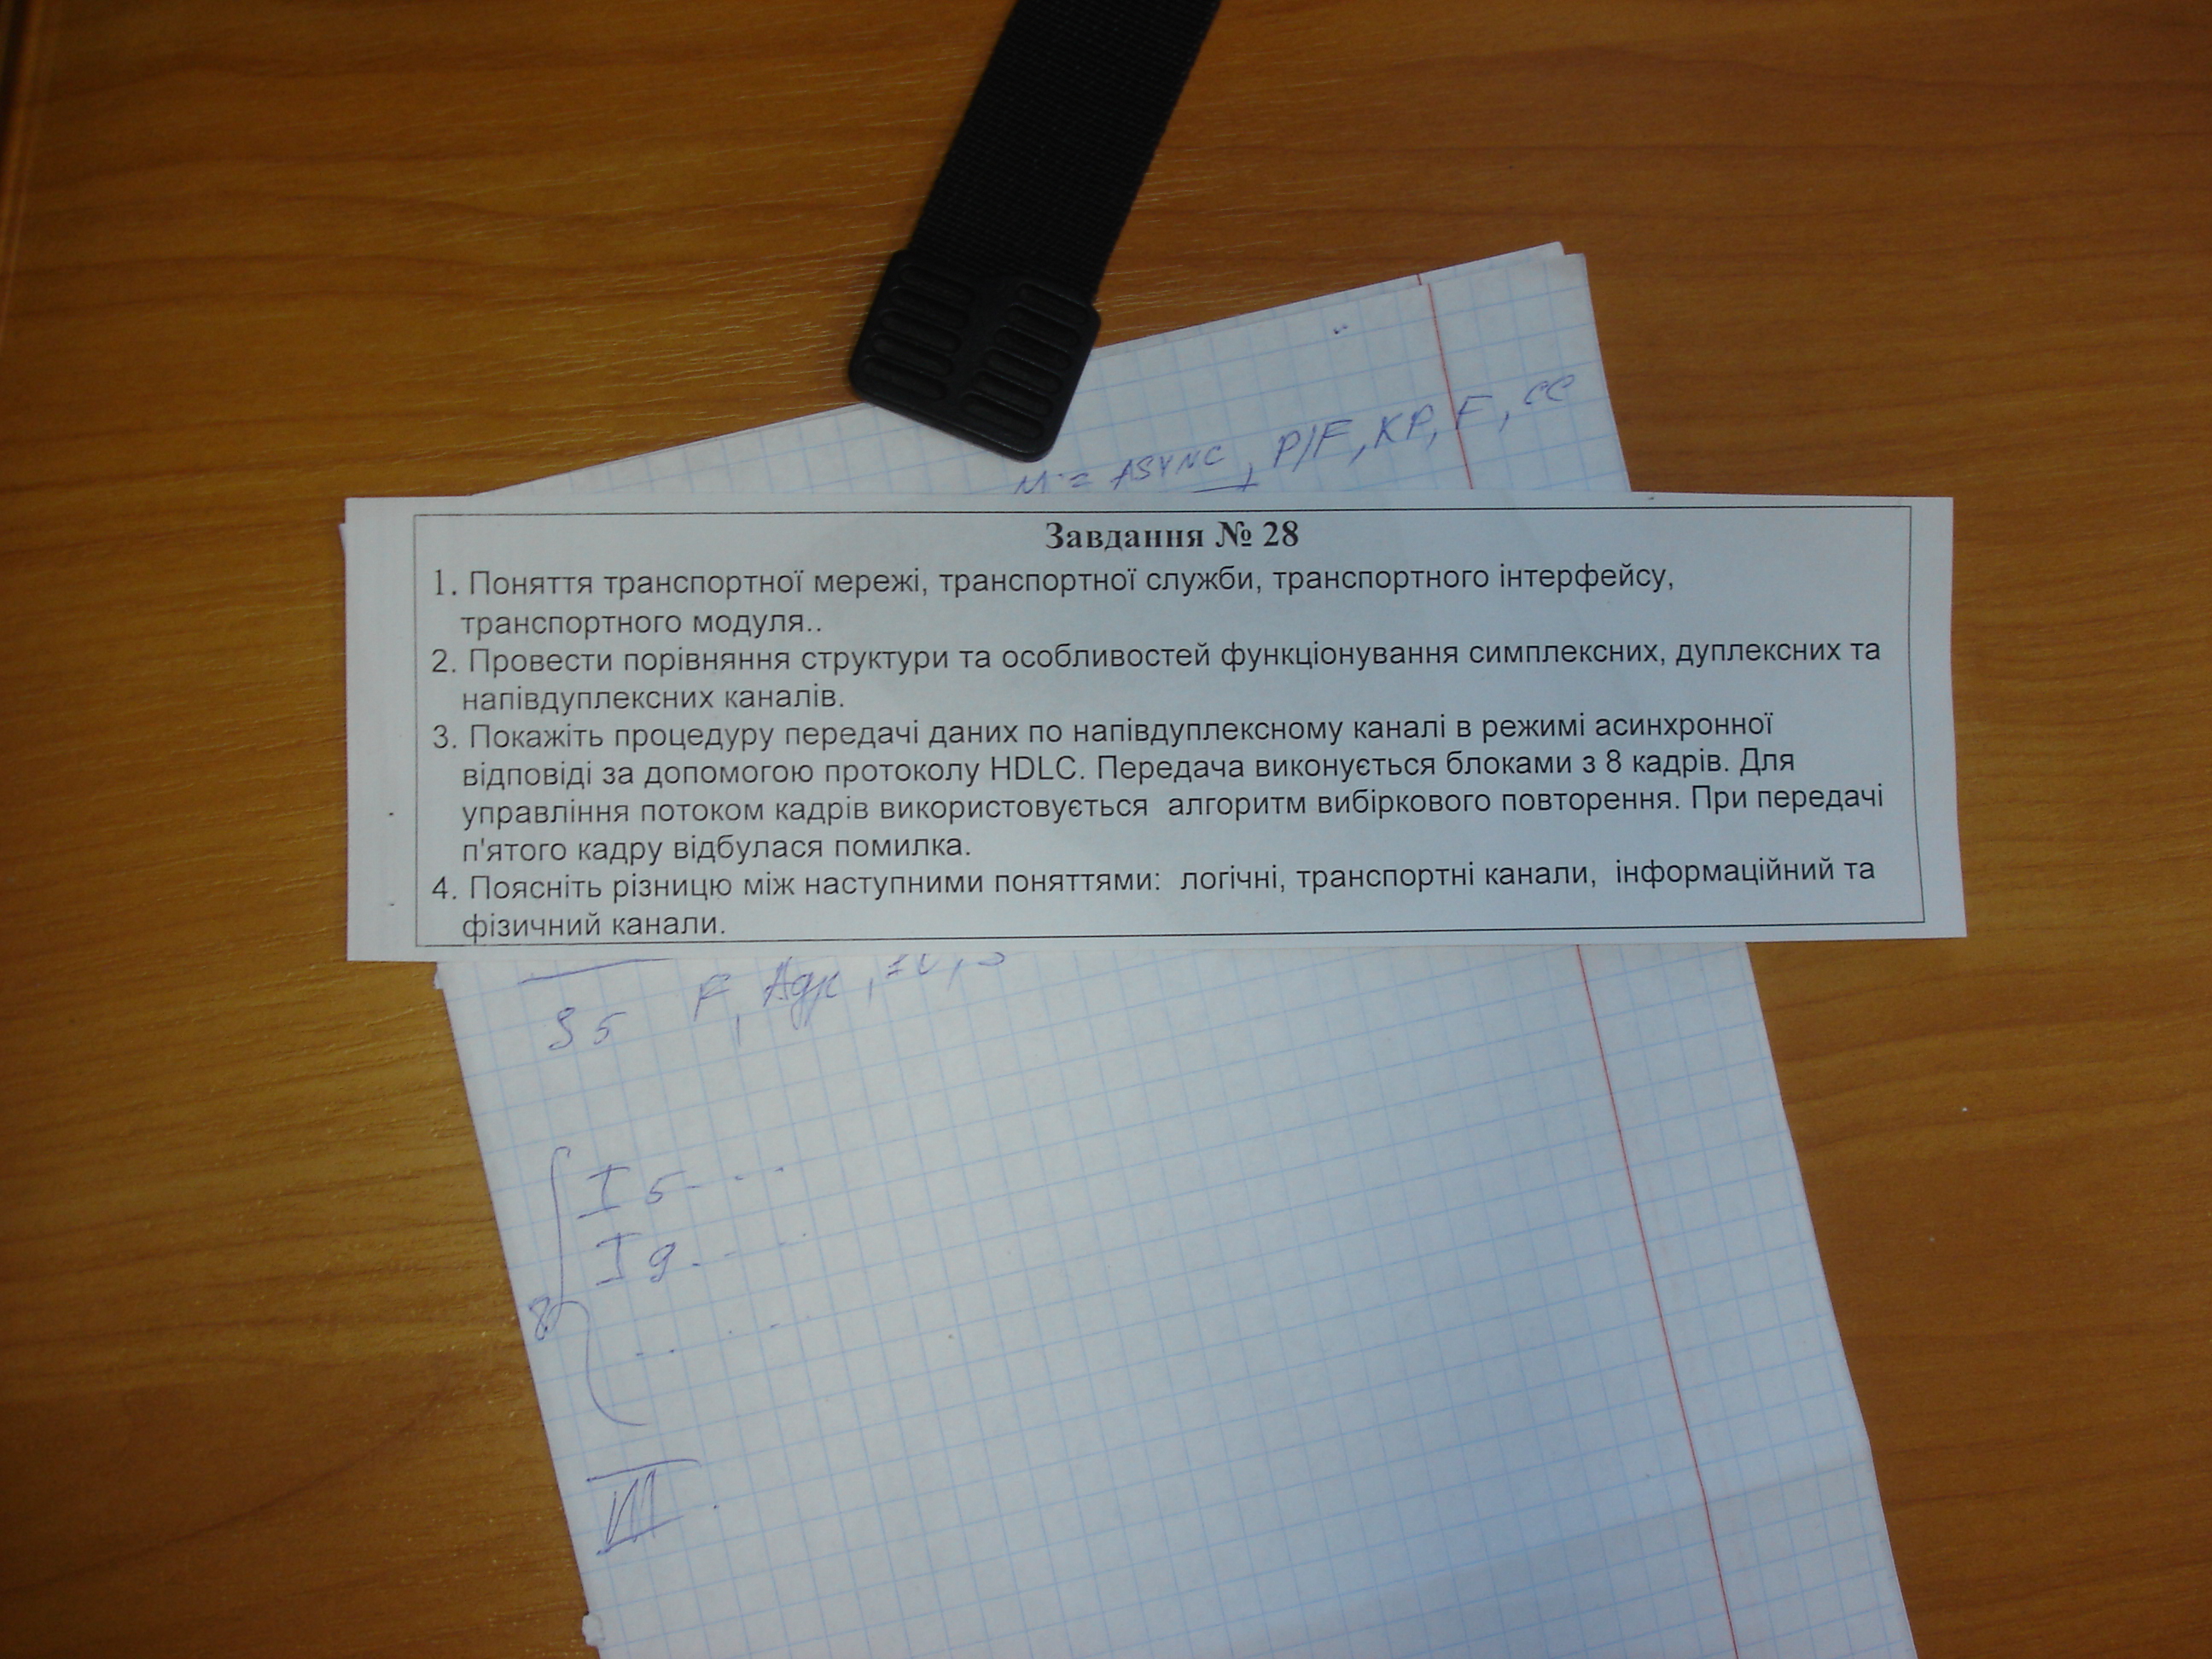 M = ASYNC, P/F, KP, F, CC
Завдання № 28
1. Поняття транспортної мережі, транспортної служби, транспортного інтерфейсу,
транспортного модуля..
2. Провести порівняння структури та особливостей функціонування симплексних, дуплексних та
напівдуплексних каналів.
3. Покажіть процедуру передачі даних по напівдуплексному каналі в режимі асинхронної
відповіді за допомогою протоколу HDLC. Передача виконується блоками з 8 кадрів. Для
управління потоком кадрів використовується алгоритм вибіркового повторення. При передачі
п'ятого кадру відбулася помилка.
4. Поясніть різницю між наступними поняттями: логічні, транспортні канали, інформаційний та
фізичний канали.
S 5 F, Адр,
I 5 - - - -
I 9 - - - -
8
VII.